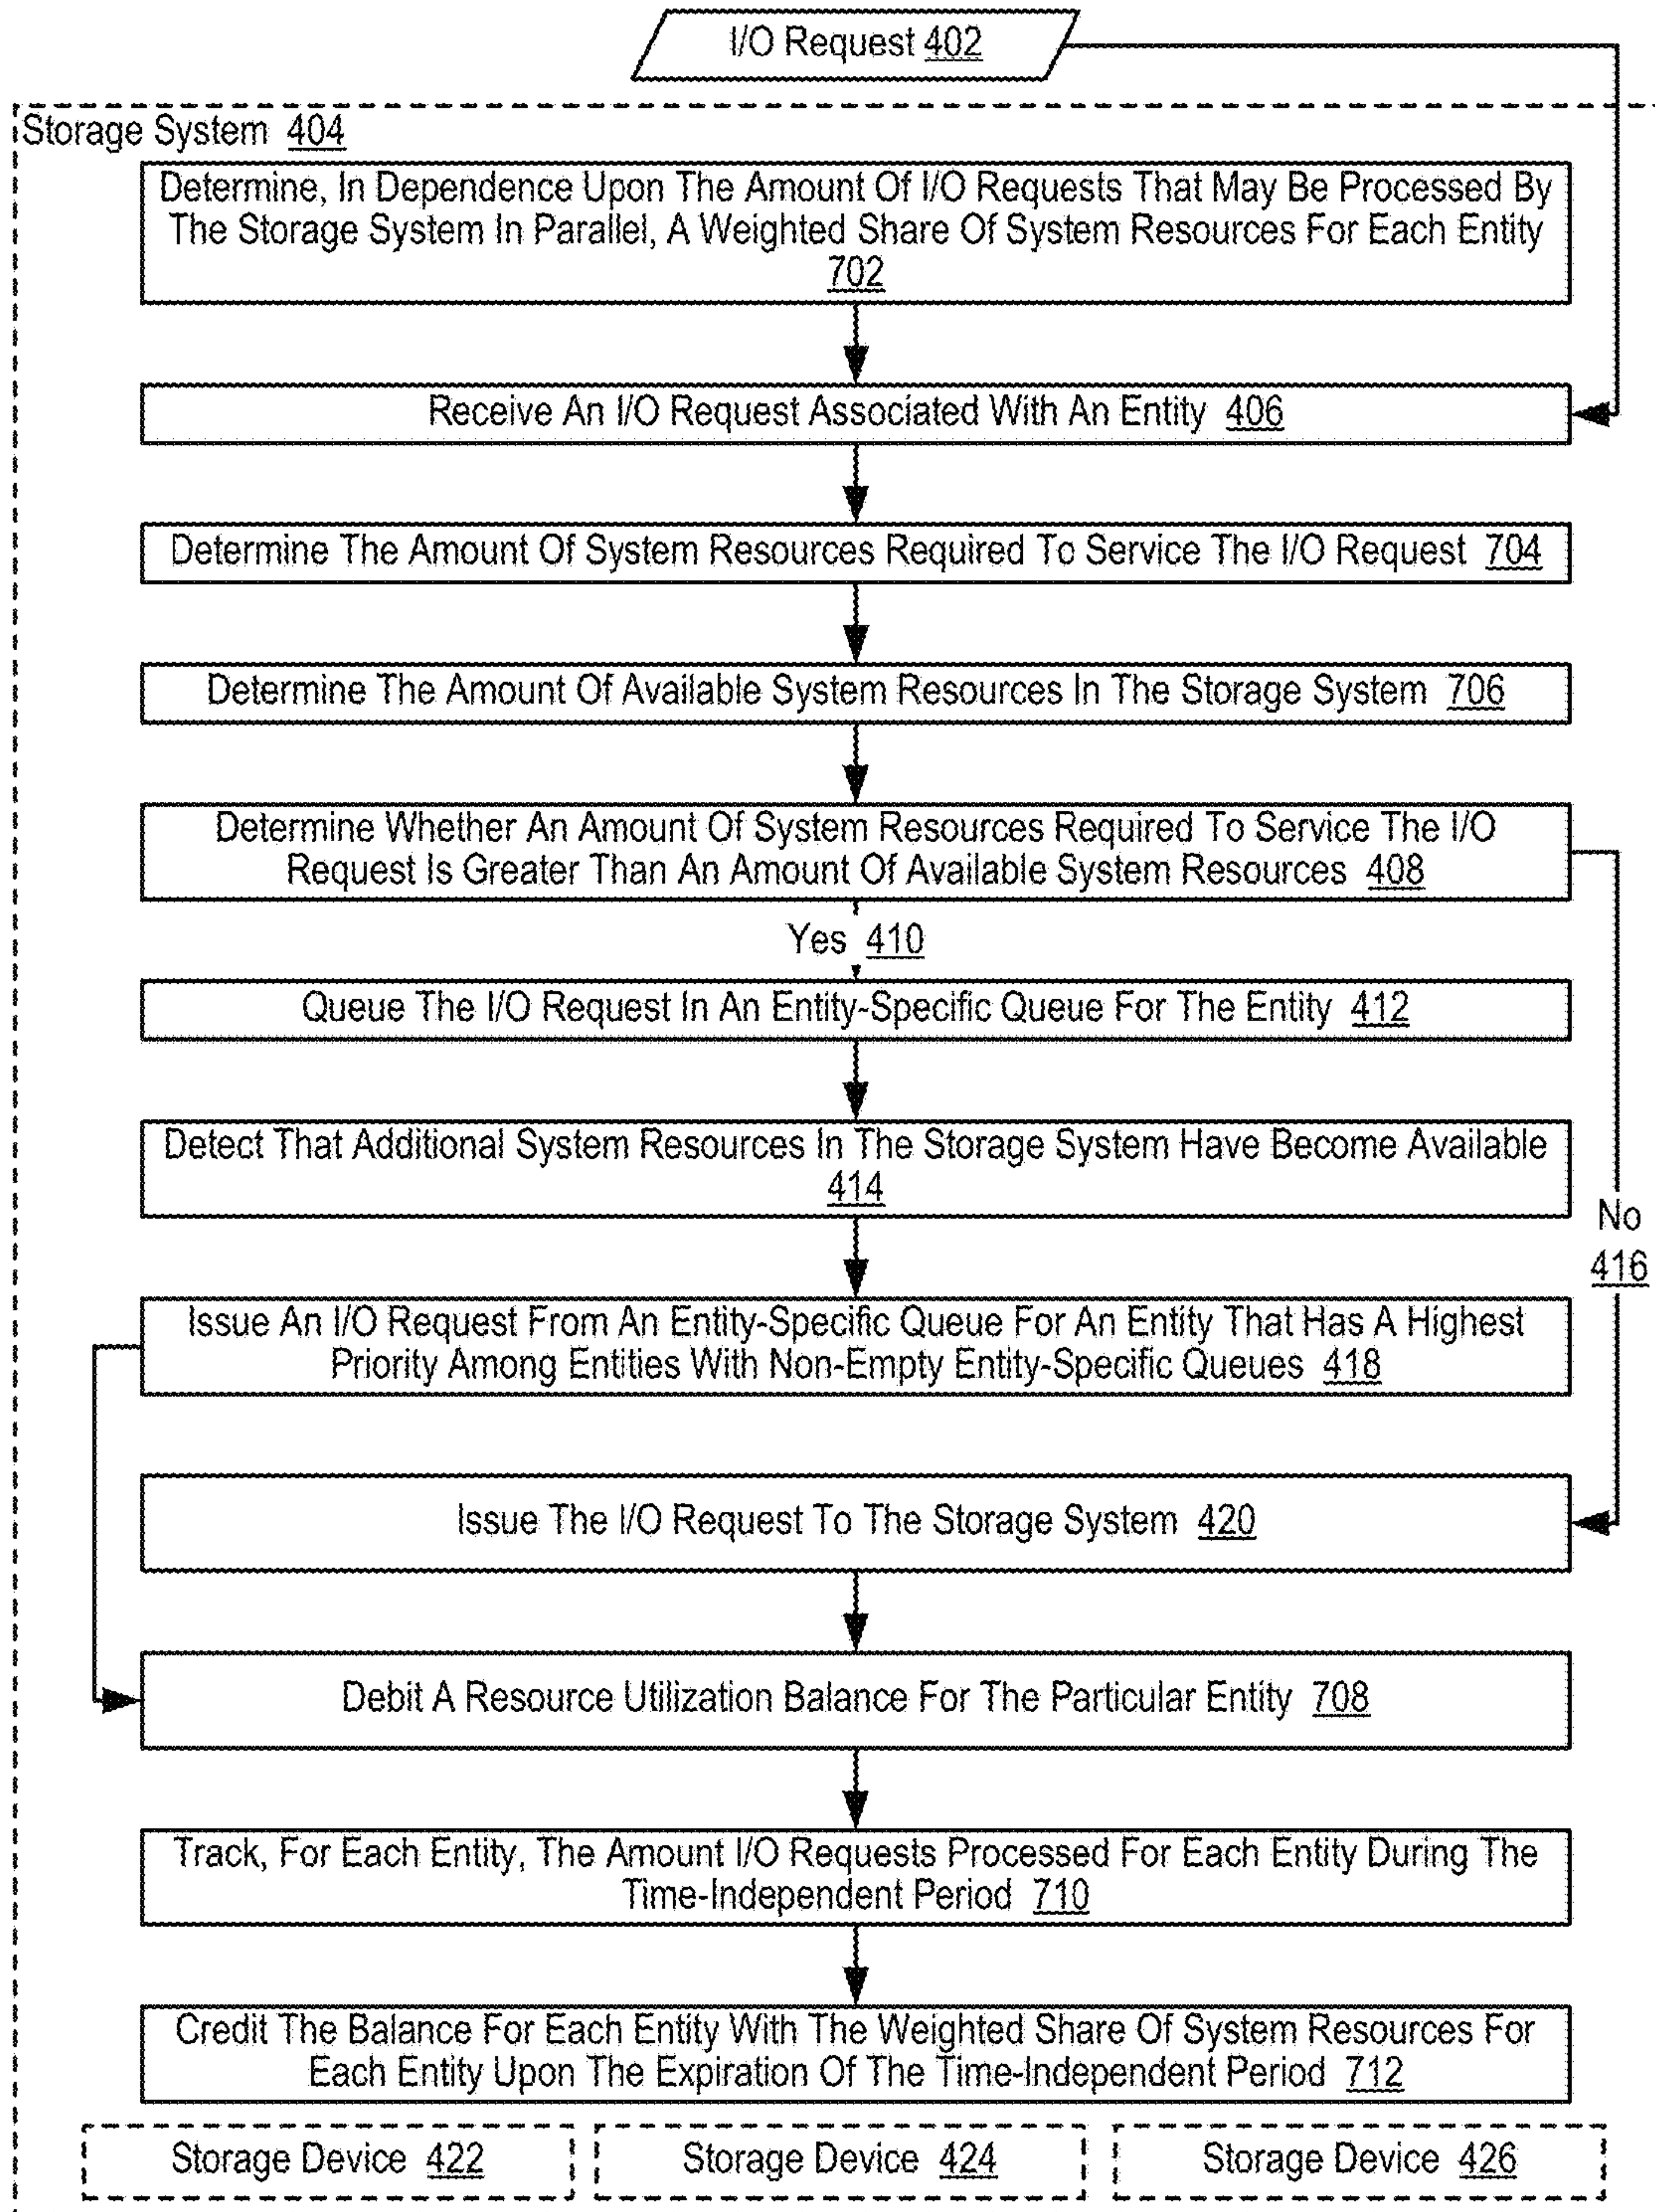 I/O Request 402
Storage System 404
Determine, In Dependence Upon The Amount Of I/O Requests That May Be Processed By
The Storage System In Parallel, A Weighted Share Of System Resources For Each Entity
702
Receive An I/O Request Associated With An Entity 406
Determine The Amount Of System Resources Required To Service The I/O Request 704
Determine The Amount Of Available System Resources In The Storage System 706
Determine Whether An Amount Of System Resources Required To Service The I/O
Request Is Greater Than An Amount Of Available System Resources 408
Yes 410
Queue The I/O Request In An Entity-Specific Queue For The Entity 412
Detect That Additional System Resources In The Storage System Have Become Available
414
No
416
Issue An I/O Request From An Entity-Specific Queue For An Entity That Has A Highest
Priority Among Entities With Non-Empty Entity-Specific Queues 418
Issue The I/O Request To The Storage System 420
Debit A Resource Utilization Balance For The Particular Entity 708
Track, For Each Entity, The Amount I/O Requests Processed For Each Entity During The
Time-Independent Period 710
Credit The Balance For Each Entity With The Weighted Share Of System Resources For
Each Entity Upon The Expiration Of The Time-Independent Period 712
Storage Device 422
Storage Device 424
Storage Device 426